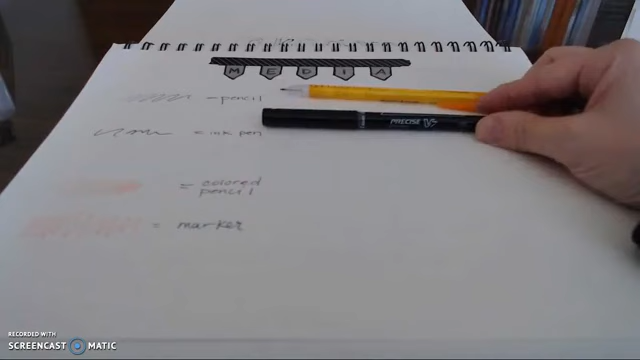 MEDIA
= pencil
= ink pen
= colored
pencil
= marker
PRECISE V5
RECORDED WITH
SCREENCAST MATIC